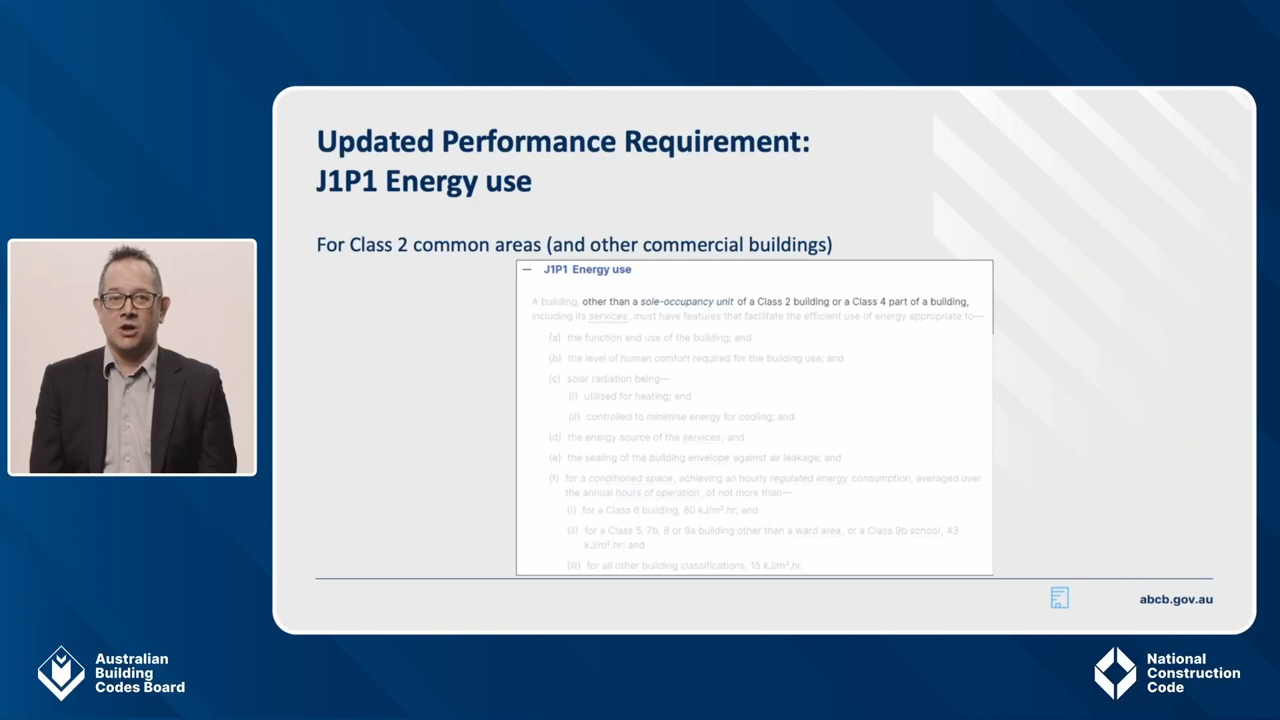 Updated Performance Requirement:
J1P1 Energy use
For Class 2 common areas (and other commercial buildings)
— J1P1 Energy use
A building, other than a sole-occupancy unit of a Class 2 building or a Class 4 part of a building,
including its services, must have features that facilitate the efficient use of energy appropriate to—
(a) the function and use of the building; and
(b) the level of human comfort required for the building use; and
(c) solar radiation being—
(i) utilised for heating; and
(ii) controlled to minimise energy for cooling; and
(d) the energy source of the services; and
(e) the sealing of the building envelope against air leakage; and
(f) for a conditioned space, achieving an hourly regulated energy consumption, averaged over
the annual hours of operation, of not more than—
(i) for a Class 6 building, 80 kJ/m².hr; and
(ii) for a Class 5, 7b, 8 or 9a building other than a ward area, or a Class 9b school, 43
kJ/m².hr; and
(iii) for all other building classifications, 15 kJ/m².hr.
abcb.gov.au
Australian
Building
Codes Board
National
Construction
Code